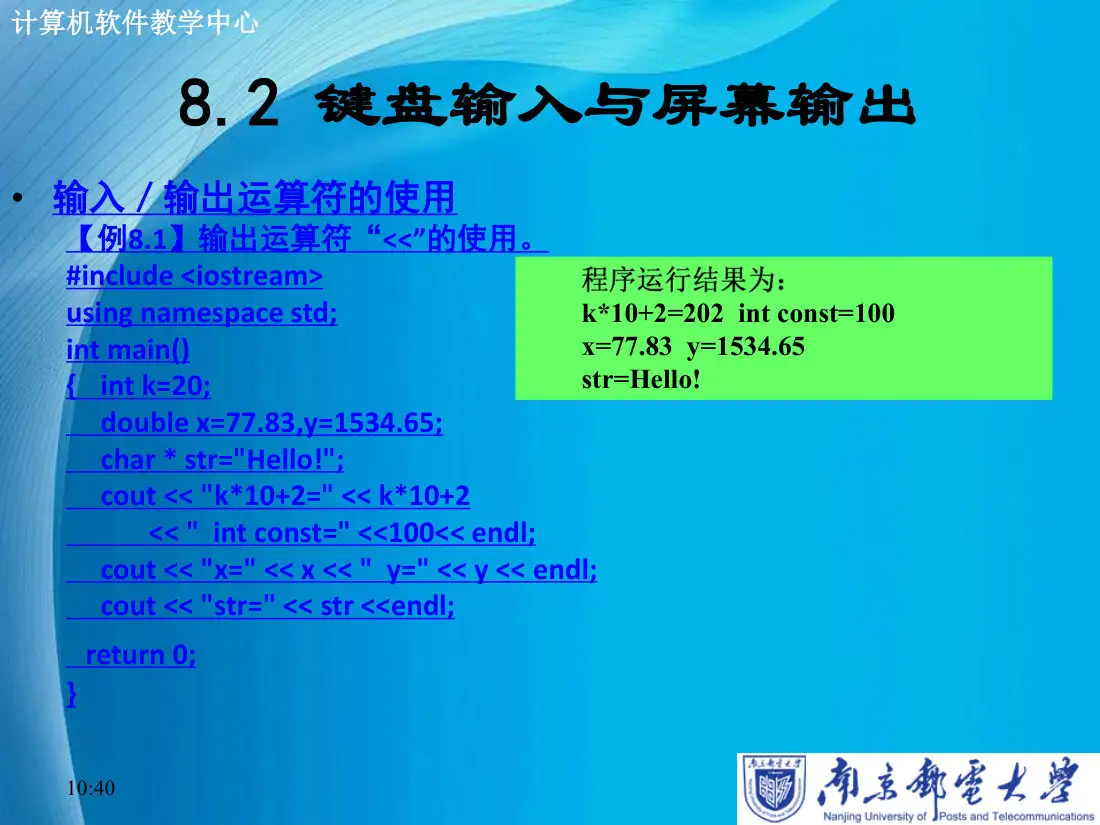 计算机软件教学中心
8.2 键盘输入与屏幕输出
• 输入／输出运算符的使用
【例8.1】输出运算符“<<”的使用。
#include <iostream>
using namespace std;
int main()
{ int k=20;
double x=77.83,y=1534.65;
char * str="Hello!";
cout << "k*10+2=" << k*10+2
<< "  int const=" <<100<< endl;
cout << "x=" << x << "  y=" << y << endl;
cout << "str=" << str <<endl;
return 0;
}
程序运行结果为：
k*10+2=202  int const=100
x=77.83  y=1534.65
str=Hello!
10:40
南京郵電大學
Nanjing University of Posts and Telecommunications